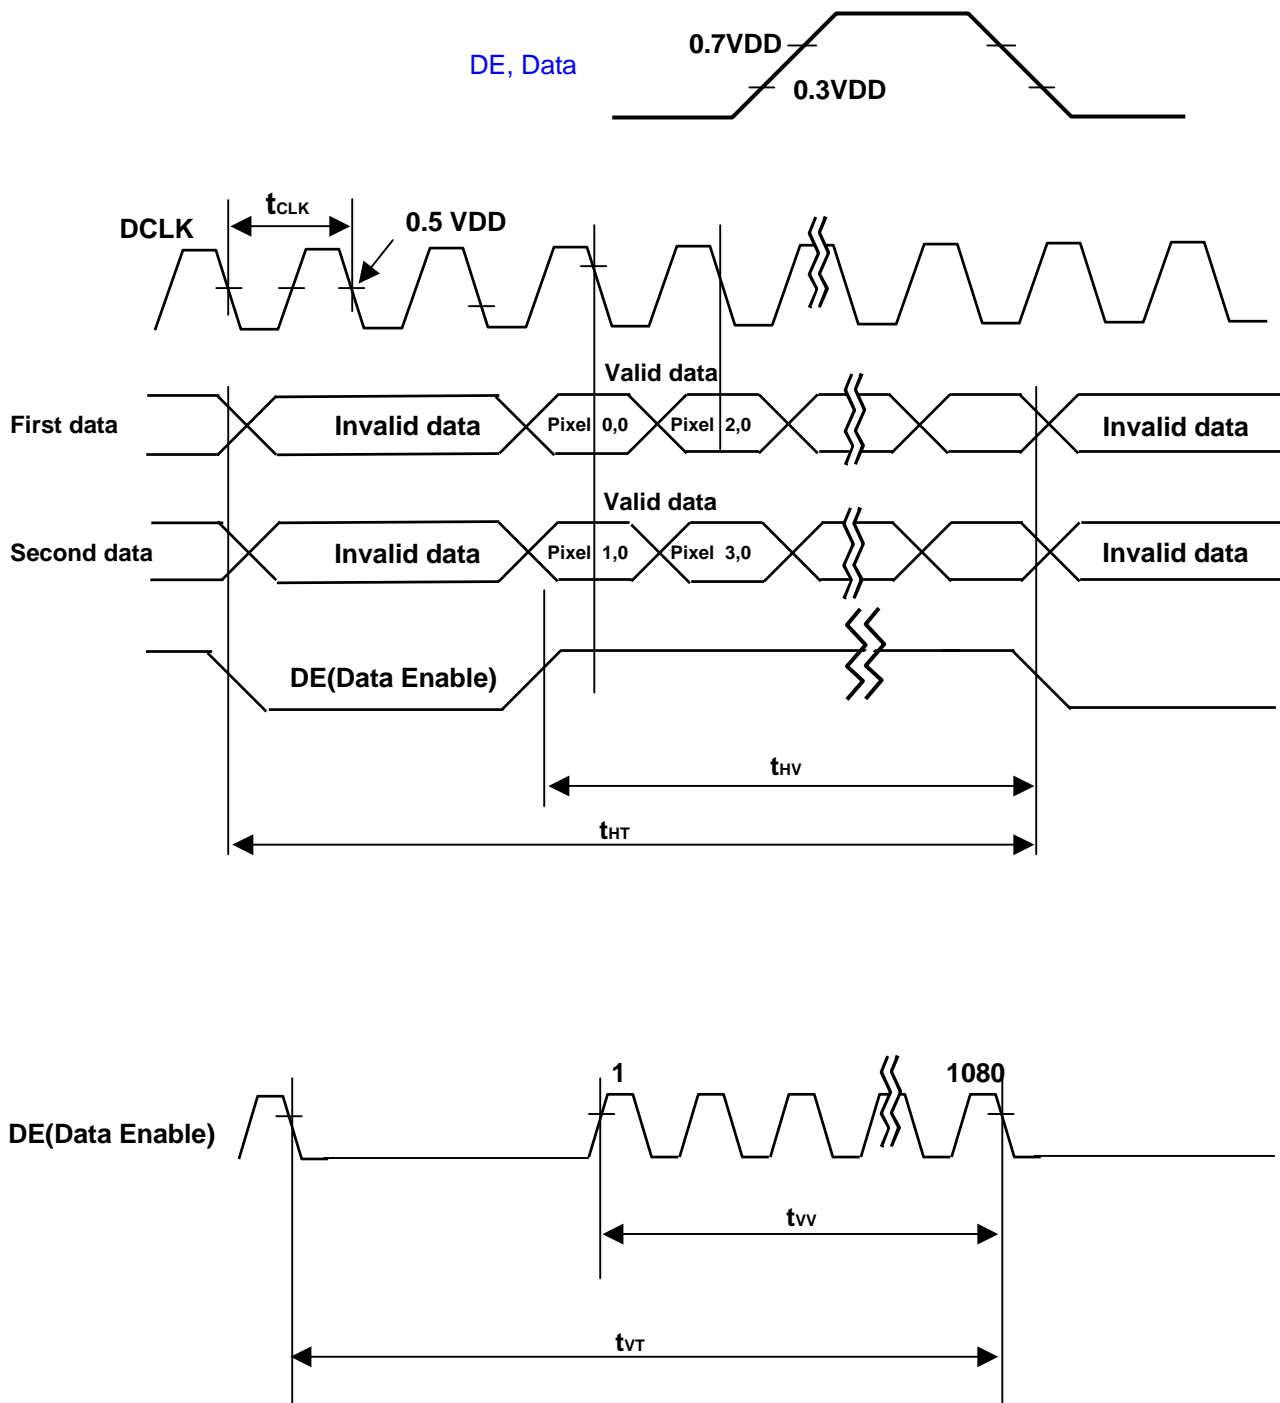 0.7VDD
DE, Data
0.3VDD
tCLK
DCLK
0.5 VDD
Valid data
First data
Invalid data
Pixel 0,0
Pixel 2,0
Invalid data
Valid data
Second data
Invalid data
Pixel 1,0
Pixel 3,0
Invalid data
DE(Data Enable)
tHV
tHT
1
1080
DE(Data Enable)
tVV
tVT